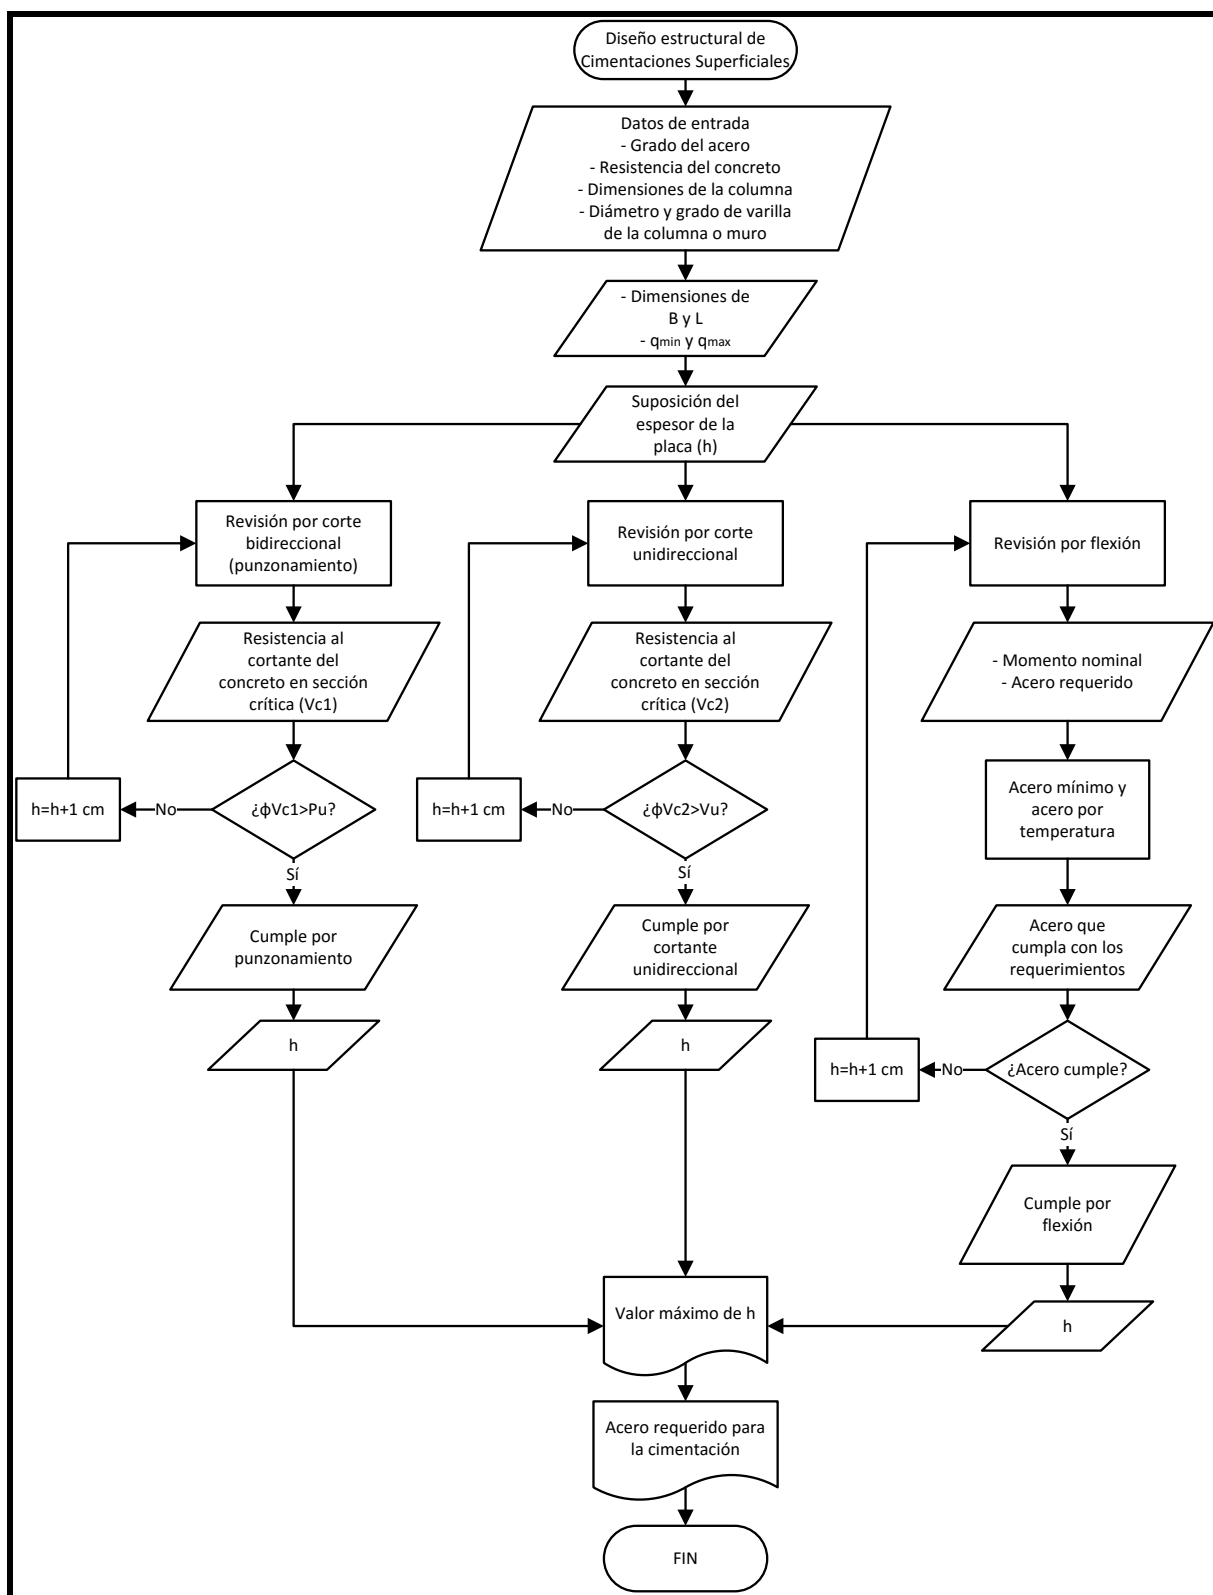 Diseño estructural de
Cimentaciones Superficiales
Datos de entrada
- Grado del acero
- Resistencia del concreto
- Dimensiones de la columna
- Diámetro y grado de varilla
de la columna o muro
- Dimensiones de
B y L
- qmin y qmax
Suposición del
espesor de la
placa (h)
Revisión por corte
bidireccional
(punzonamiento)
Resistencia al
cortante del
concreto en sección
crítica (Vc1)
¿ϕVc1>Pu?
No
h=h+1 cm
Sí
Cumple por
punzonamiento
h
Revisión por corte
unidireccional
Resistencia al
cortante del
concreto en sección
crítica (Vc2)
¿ϕVc2>Vu?
No
h=h+1 cm
Sí
Cumple por
cortante
unidireccional
h
Revisión por flexión
- Momento nominal
- Acero requerido
Acero mínimo y
acero por
temperatura
Acero que
cumpla con los
requerimientos
¿Acero cumple?
No
h=h+1 cm
Sí
Cumple por
flexión
h
Valor máximo de h
Acero requerido para
la cimentación
FIN